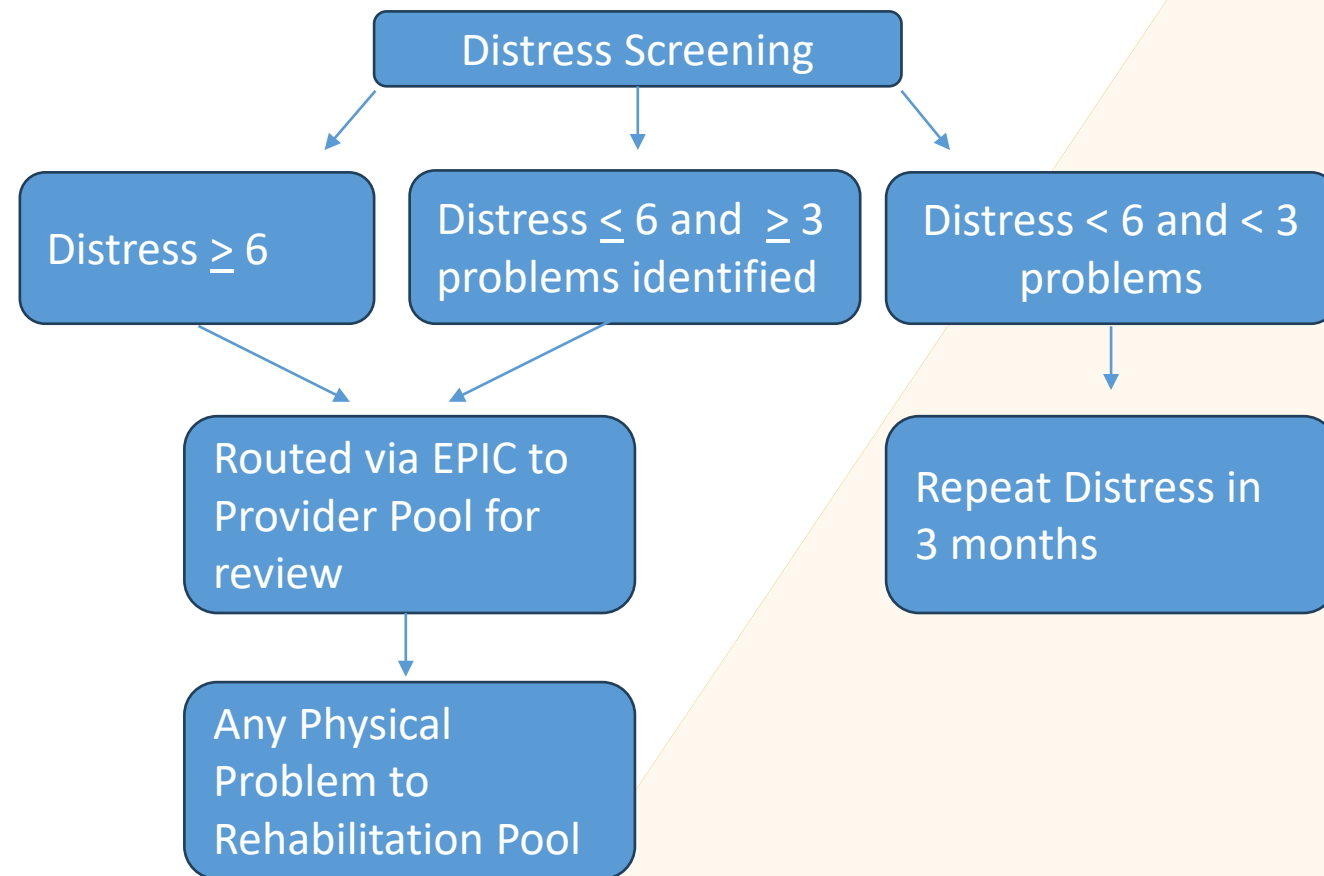 Distress Screening
Distress ≥ 6
Distress ≤ 6 and ≥ 3
problems identified
Distress < 6 and < 3
problems
Routed via EPIC to
Provider Pool for
review
Repeat Distress in
3 months
Any Physical
Problem to
Rehabilitation Pool